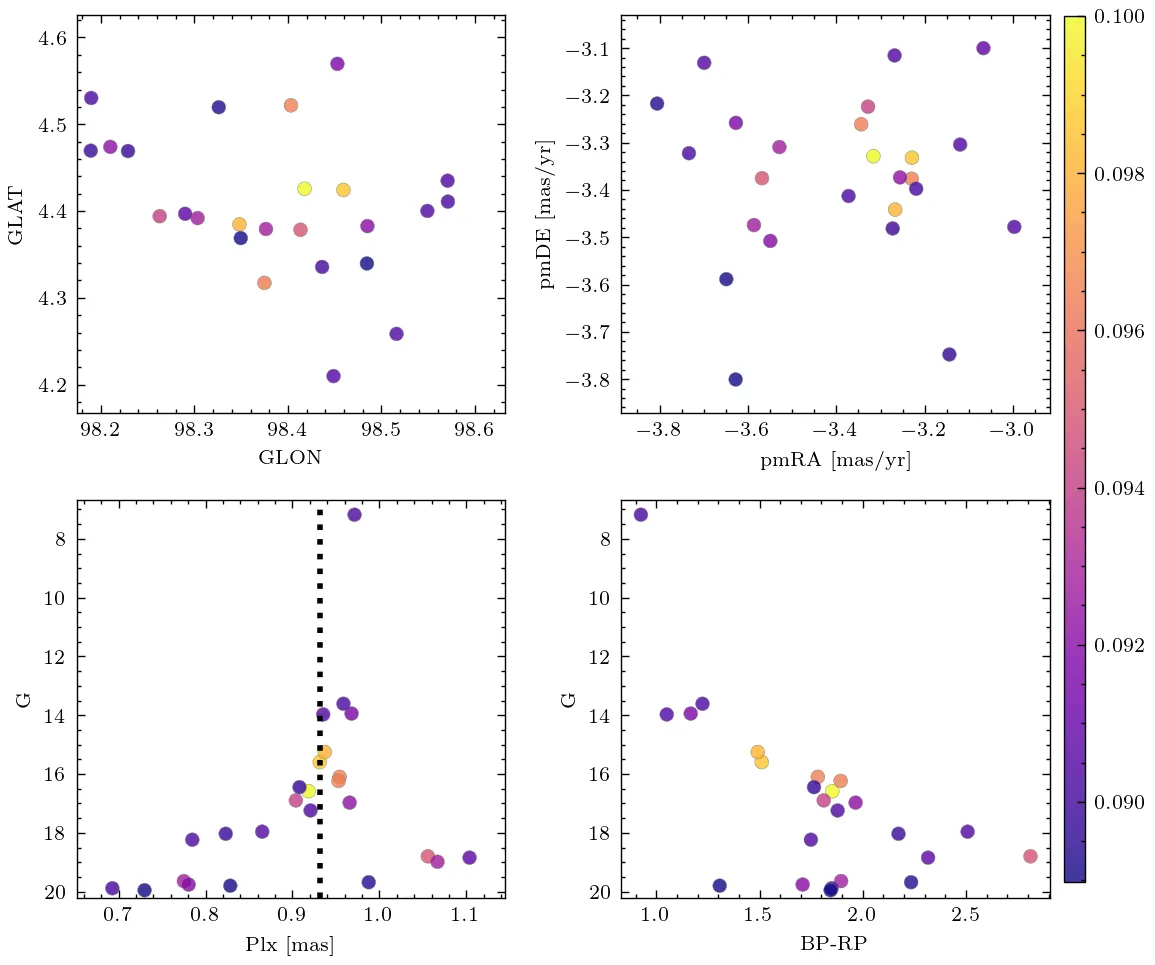 4.6
4.5
4.4
4.3
4.2
GLAT
98.2 98.3 98.4 98.5 98.6
GLON
−3.1
−3.2
−3.3
−3.4
−3.5
−3.6
−3.7
−3.8
pmDE [mas/yr]
−3.8 −3.6 −3.4 −3.2 −3.0
pmRA [mas/yr]
8
10
12
14
16
18
20
G
0.7 0.8 0.9 1.0 1.1
Plx [mas]
8
10
12
14
16
18
20
G
1.0 1.5 2.0 2.5
BP-RP
0.100
0.098
0.096
0.094
0.092
0.090